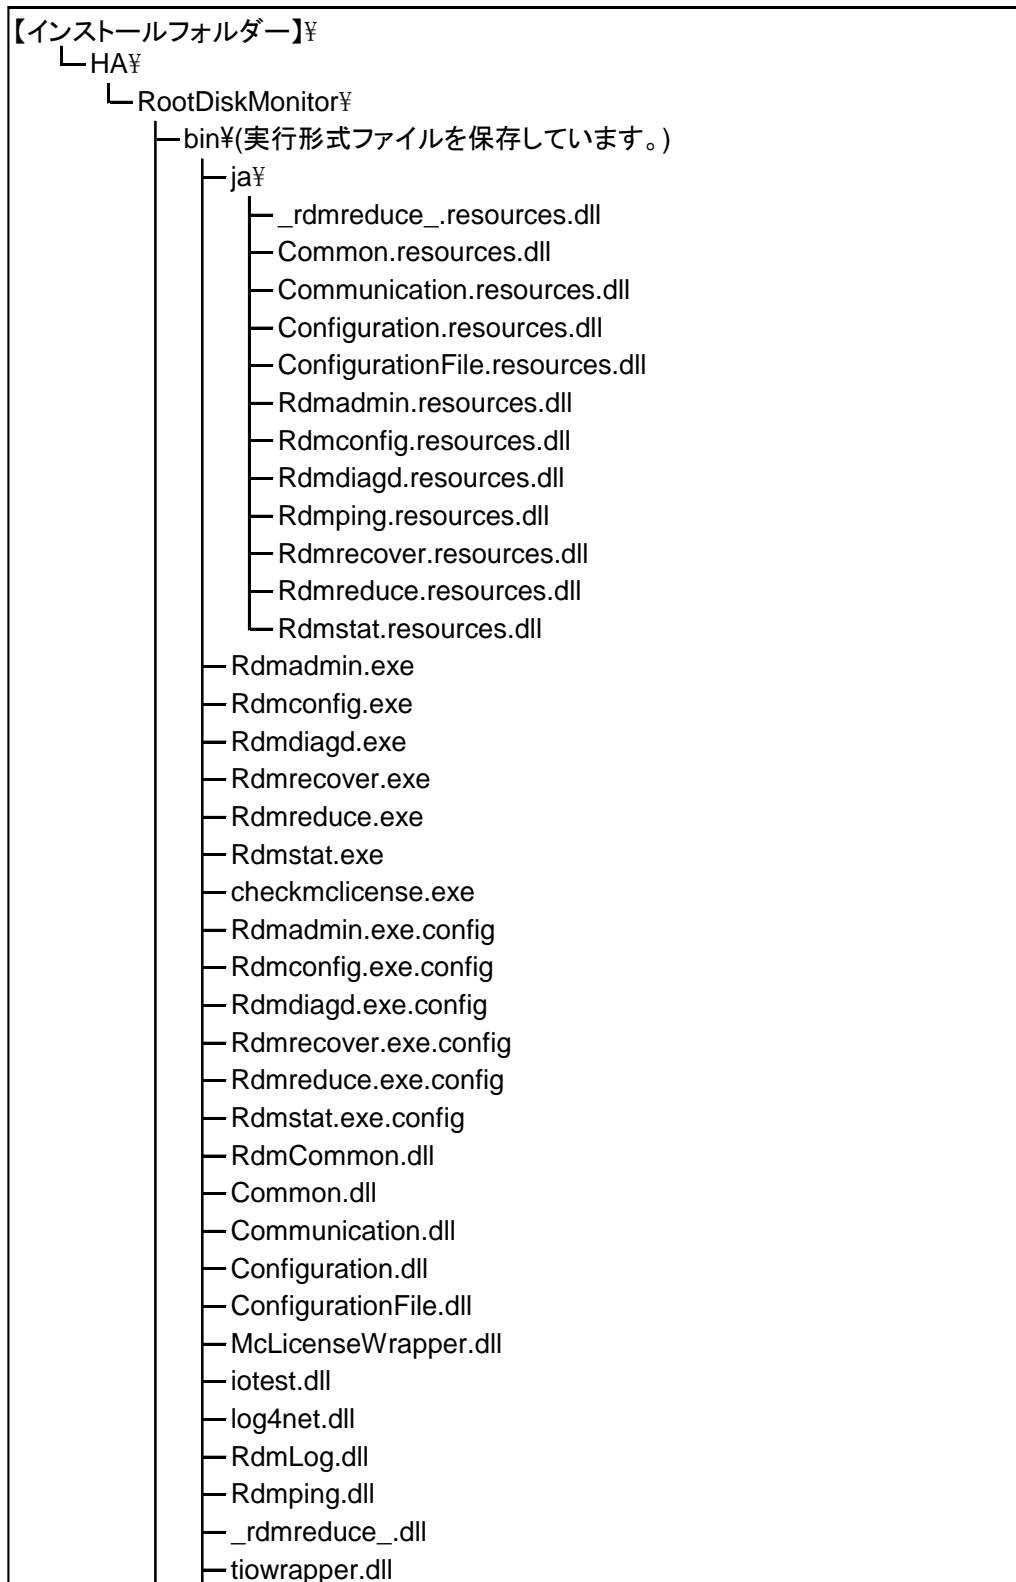 【インストールフォルダー】¥
HA¥
RootDiskMonitor¥
bin¥(実行形式ファイルを保存しています。)
ja¥
_rdmreduce_.resources.dll
Common.resources.dll
Communication.resources.dll
Configuration.resources.dll
ConfigurationFile.resources.dll
Rdmadmin.resources.dll
Rdmconfig.resources.dll
Rdmdiagd.resources.dll
Rdmping.resources.dll
Rdmrecover.resources.dll
Rdmreduce.resources.dll
Rdmstat.resources.dll
Rdmadmin.exe
Rdmconfig.exe
Rdmdiagd.exe
Rdmrecover.exe
Rdmreduce.exe
Rdmstat.exe
checkmclicense.exe
Rdmadmin.exe.config
Rdmconfig.exe.config
Rdmdiagd.exe.config
Rdmrecover.exe.config
Rdmreduce.exe.config
Rdmstat.exe.config
RdmCommon.dll
Common.dll
Communication.dll
Configuration.dll
ConfigurationFile.dll
McLicenseWrapper.dll
iotest.dll
log4net.dll
RdmLog.dll
Rdmping.dll
_rdmreduce_.dll
tiowrapper.dll